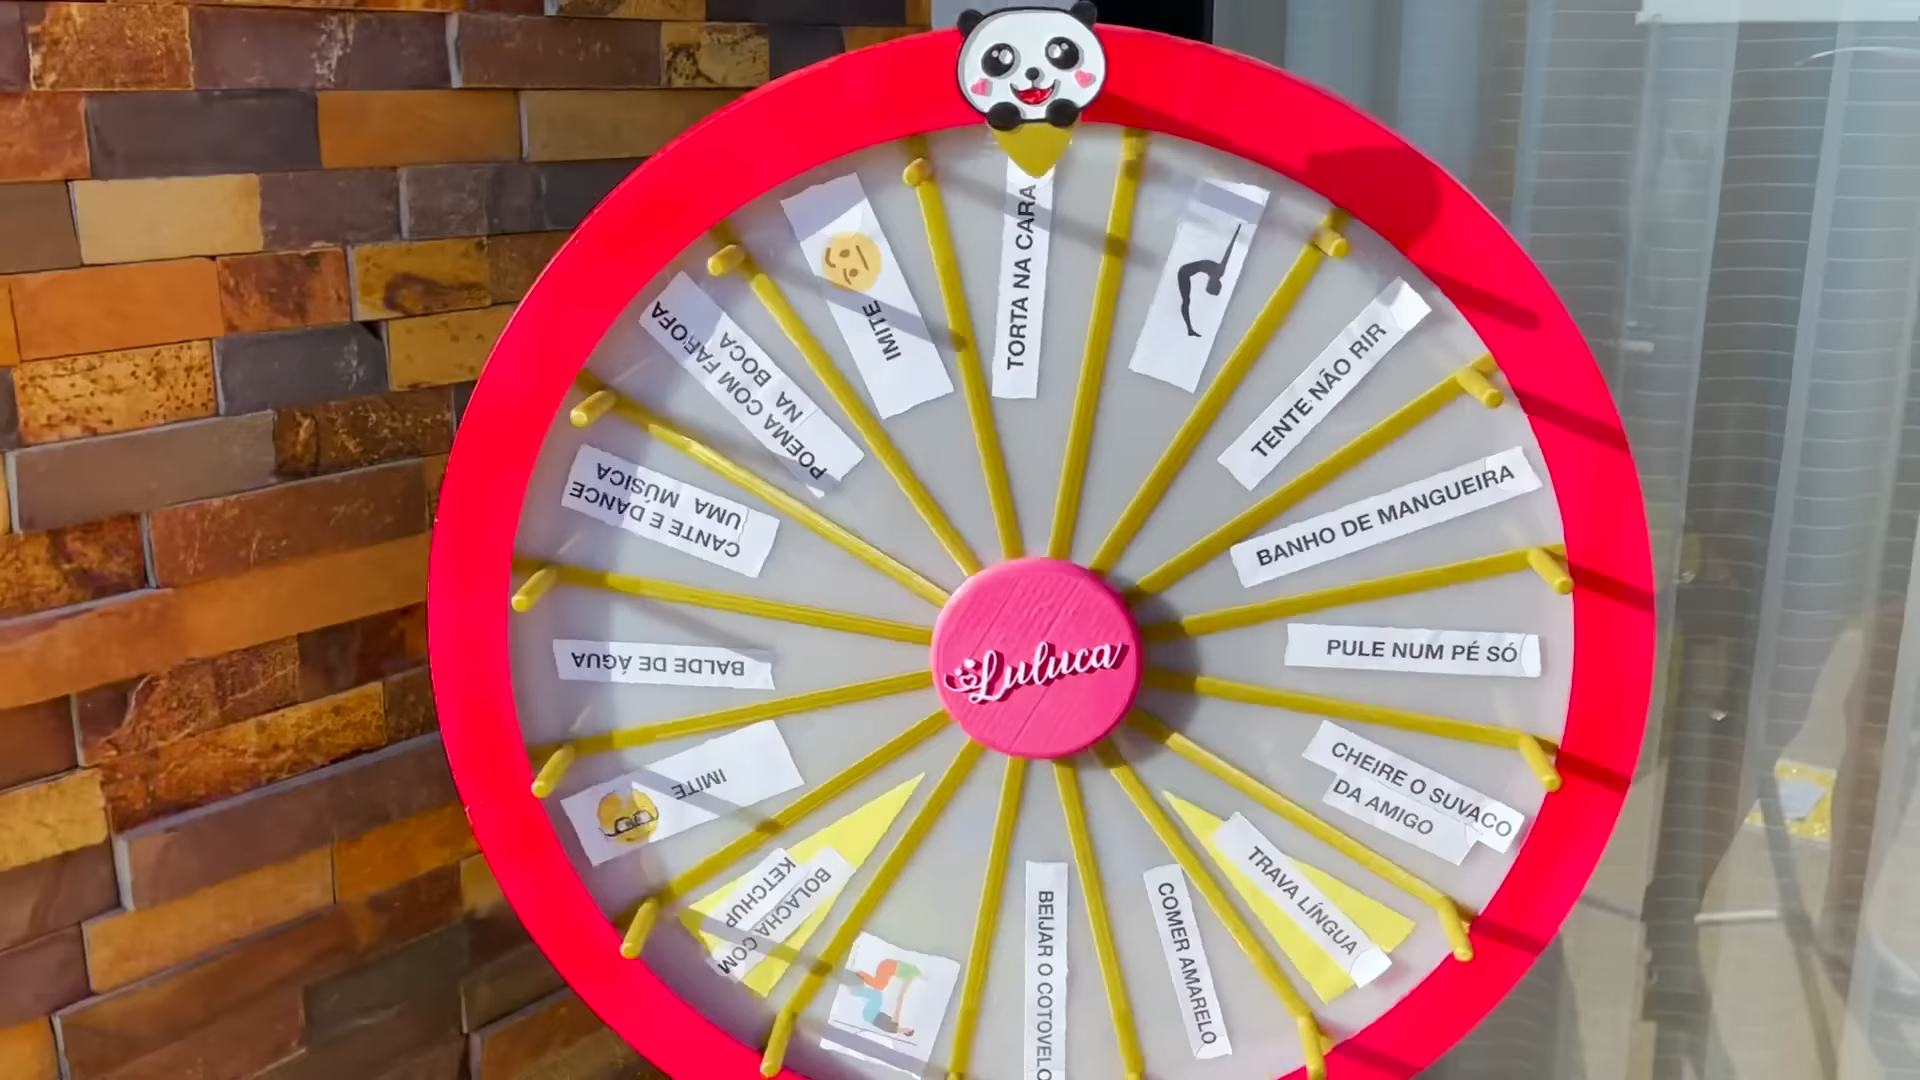 TORTA NA CARA
TENTE NÃO RIR
BANHO DE MANGUEIRA
PULE NUM PÉ SÓ
CHEIRE O SUVACO
DA AMIGO
TRAVA LÍNGUA
COMER AMARELO
BEIJAR O COTOVELO
BOLACHA COM
KETCHUP
IMITE
BALDE DE ÁGUA
CANTE E DANCE
UMA MÚSICA
POEMA COM FAROFA
NA BOCA
IMITE
Luluca